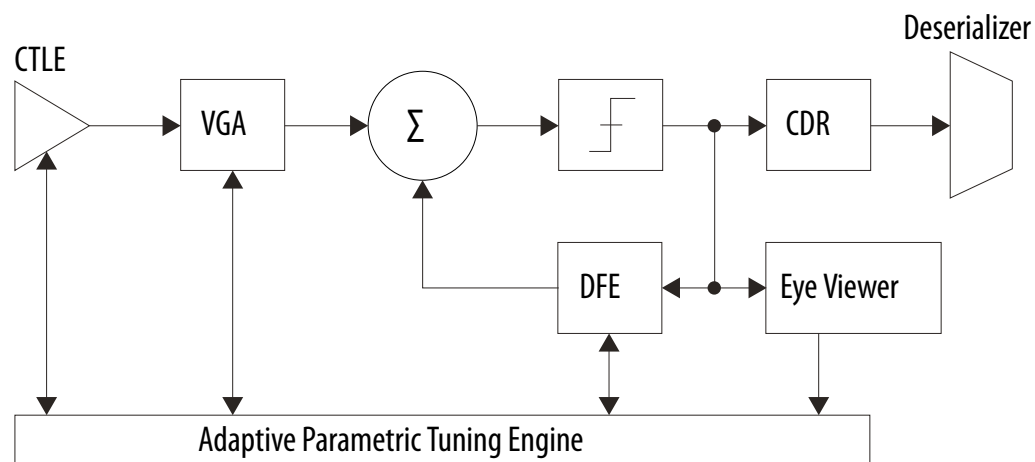 Deserializer
CTLE
VGA
Σ
CDR
DFE
Eye Viewer
Adaptive Parametric Tuning Engine